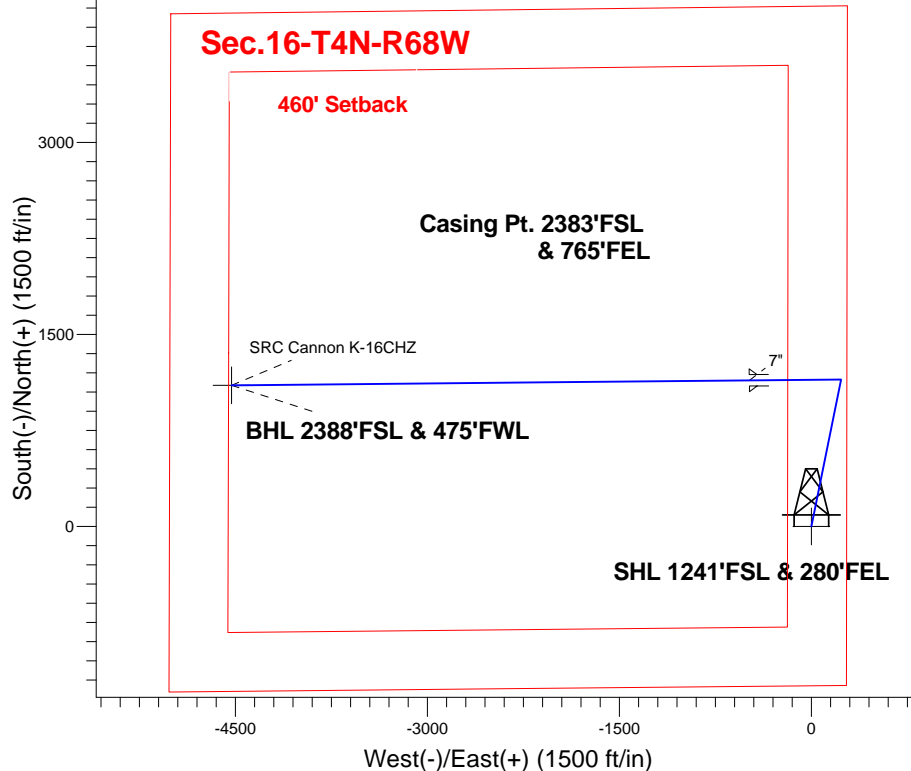 Sec.16-T4N-R68W
460' Setback
3000
Casing Pt. 2383'FSL
& 765'FEL
South(-)/North(+) (1500 ft/in)
1500
SRC Cannon K-16CHZ
7"
BHL 2388'FSL & 475'FWL
0
SHL 1241'FSL & 280'FEL
-4500
-3000
-1500
0
West(-)/East(+) (1500 ft/in)